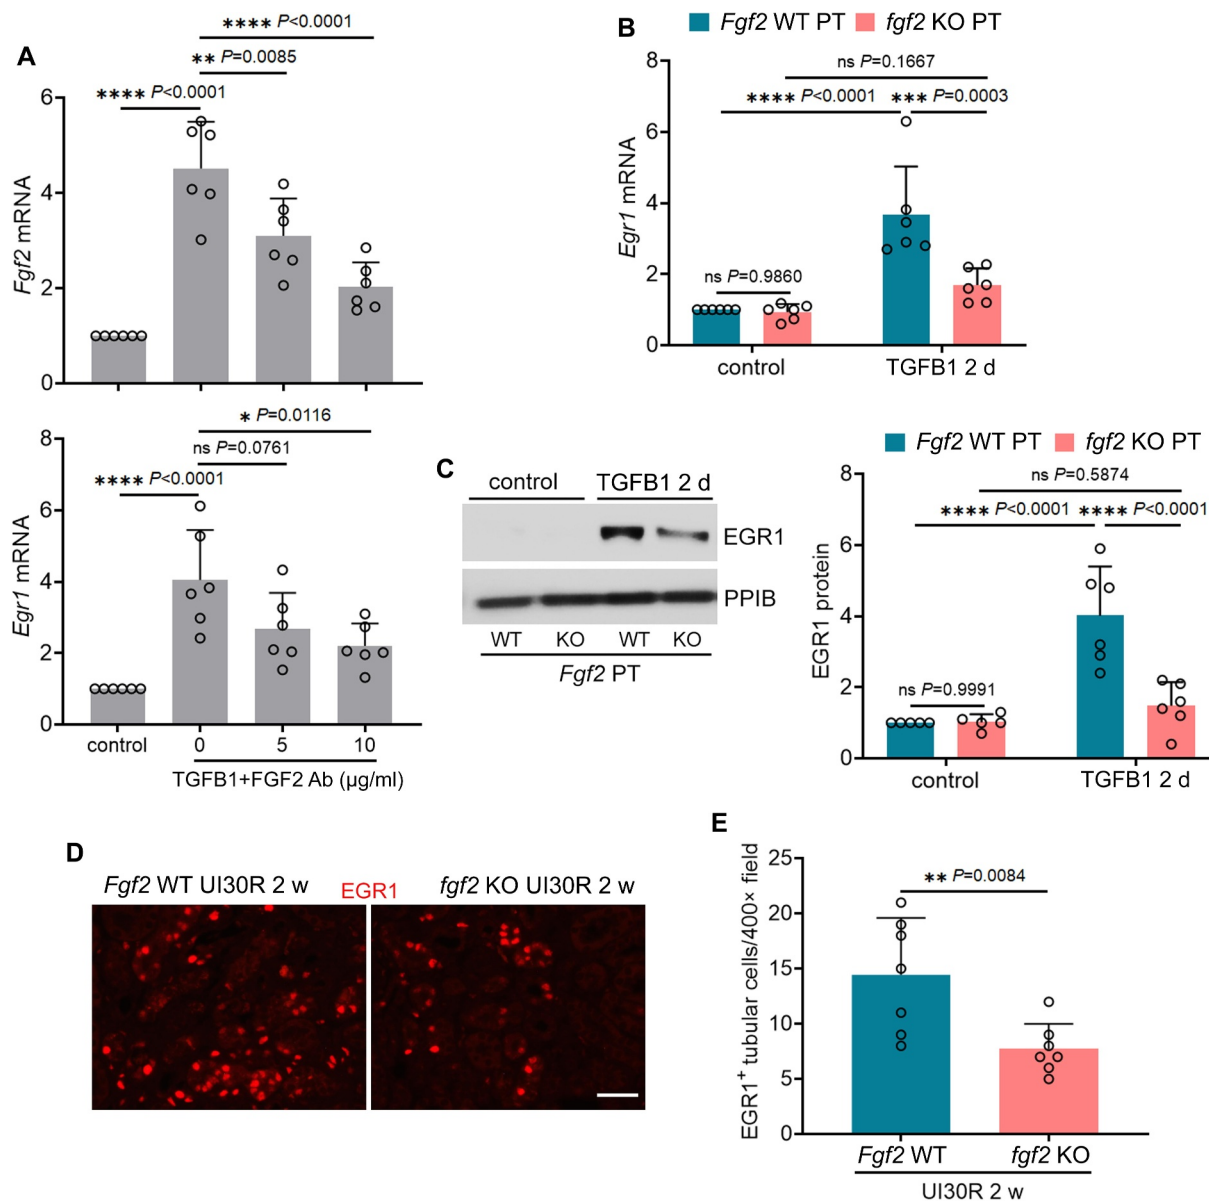 A
**** P<0.0001
** P=0.0085
**** P<0.0001
Fgf2 mRNA
6
4
2
0
* P=0.0116
ns P=0.0761
**** P<0.0001
Egr1 mRNA
8
6
4
2
0
control
0
5
10
TGFB1+FGF2 Ab (µg/ml)
B
Fgf2 WT PT
fgf2 KO PT
ns P=0.1667
**** P<0.0001
*** P=0.0003
ns P=0.9860
Egr1 mRNA
8
6
4
2
0
control
TGFB1 2 d
C
control
TGFB1 2 d
EGR1
PPIB
WT KO WT KO
Fgf2 PT
Fgf2 WT PT
fgf2 KO PT
ns P=0.5874
**** P<0.0001
**** P<0.0001
ns P=0.9991
EGR1 protein
8
6
4
2
0
control
TGFB1 2 d
D
Fgf2 WT UI30R 2 w
EGR1
fgf2 KO UI30R 2 w
E
** P=0.0084
EGR1+ tubular cells/400× field
25
20
15
10
5
0
Fgf2 WT
fgf2 KO
UI30R 2 w